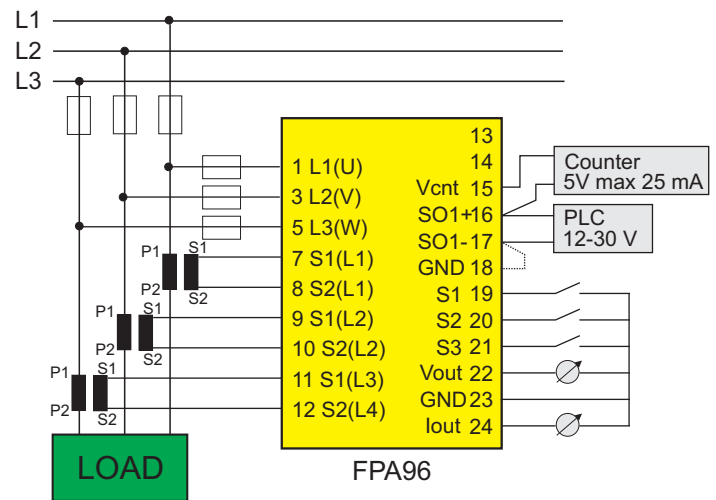 L1
L2
L3
13
14
1 L1(U)
Vcnt 15
Counter
5V max 25 mA
3 L2(V)
SO1+16
PLC
12-30 V
5 L3(W)
SO1-17
P1 S1
7 S1(L1)
GND 18
P2 S2
8 S2(L1)
S1 19
P1 S1
9 S1(L2)
S2 20
P2 S2
10 S2(L2)
S3 21
P1 S1
11 S1(L3)
Vout 22
P2 S2
12 S2(L4)
GND 23
Iout 24
LOAD
FPA96